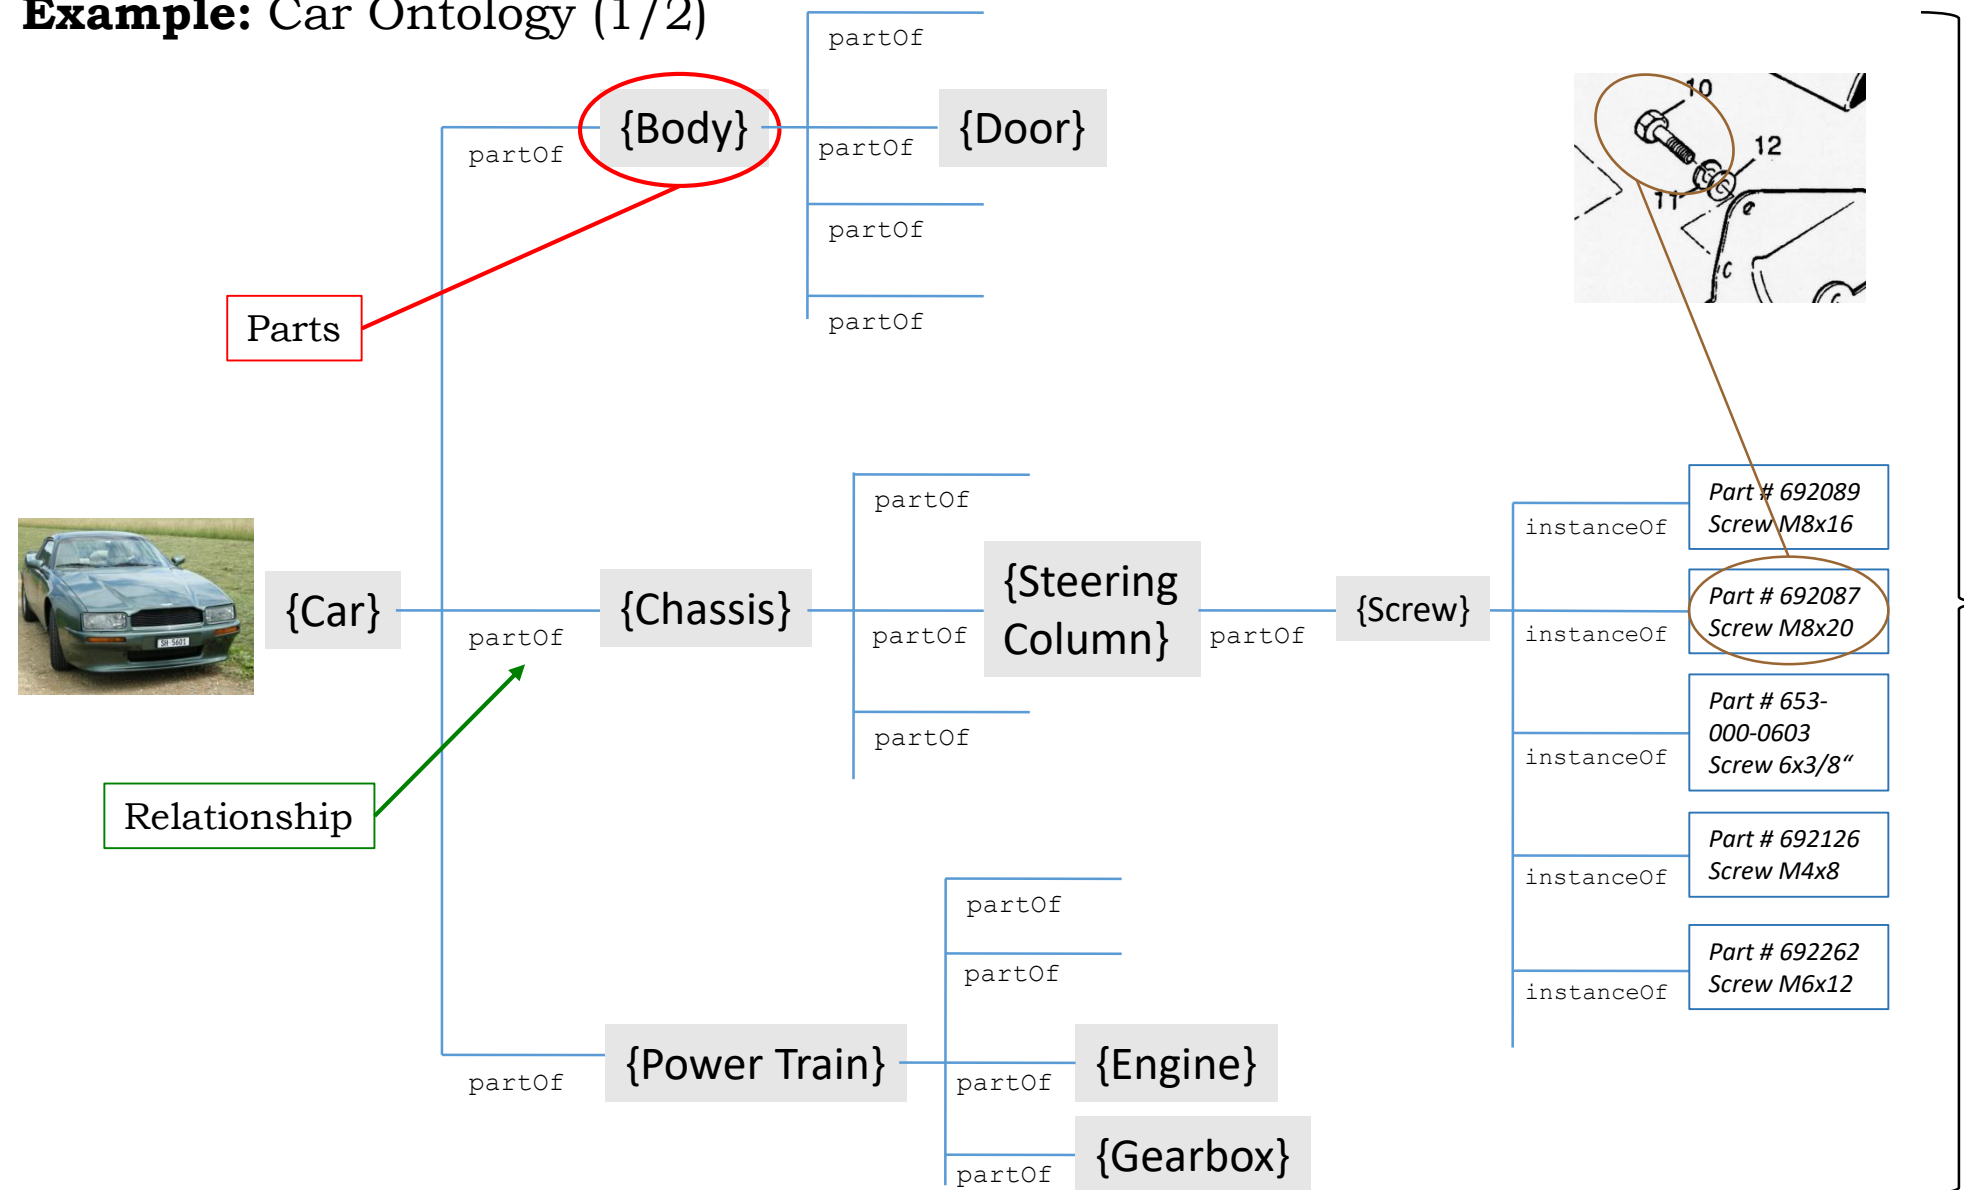 Example: Car Ontology (1/2)
partOf
{Body}
{Door}
partOf
partOf
partOf
partOf
Parts
10
12
11
e
C
partOf
Part # 692089
Screw M8x16
instanceOf
{Car}
partOf
{Chassis}
partOf
{Steering
Column}
partOf
{Screw}
Part # 692087
Screw M8x20
instanceOf
SH 5601
partOf
Part # 653-
000-0603
Screw 6x3/8“
instanceOf
Relationship
Part # 692126
Screw M4x8
instanceOf
partOf
partOf
Part # 692262
Screw M6x12
instanceOf
{Power Train}
partOf
{Engine}
partOf
{Gearbox}
partOf